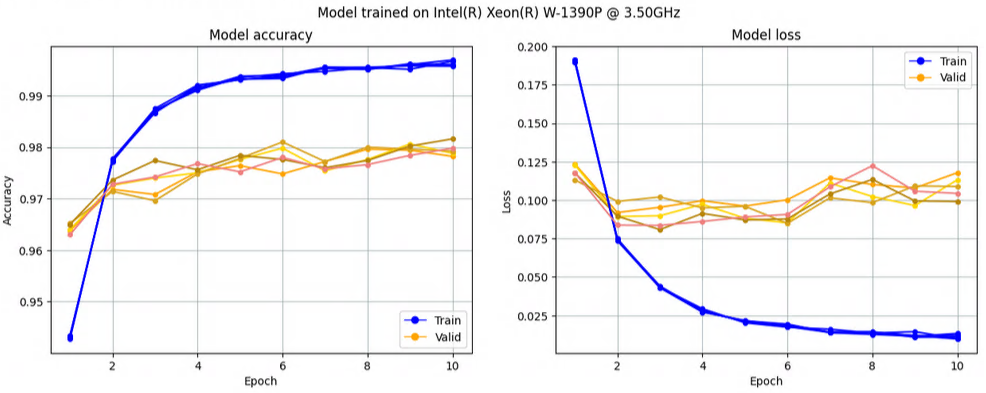 Model trained on Intel(R) Xeon(R) W-1390P @ 3.50GHz
Model accuracy
Accuracy
0.99
0.98
0.97
0.96
0.95
2
4
6
8
10
Epoch
Train
Valid
Model loss
Loss
0.200
0.175
0.150
0.125
0.100
0.075
0.050
0.025
2
4
6
8
10
Epoch
Train
Valid